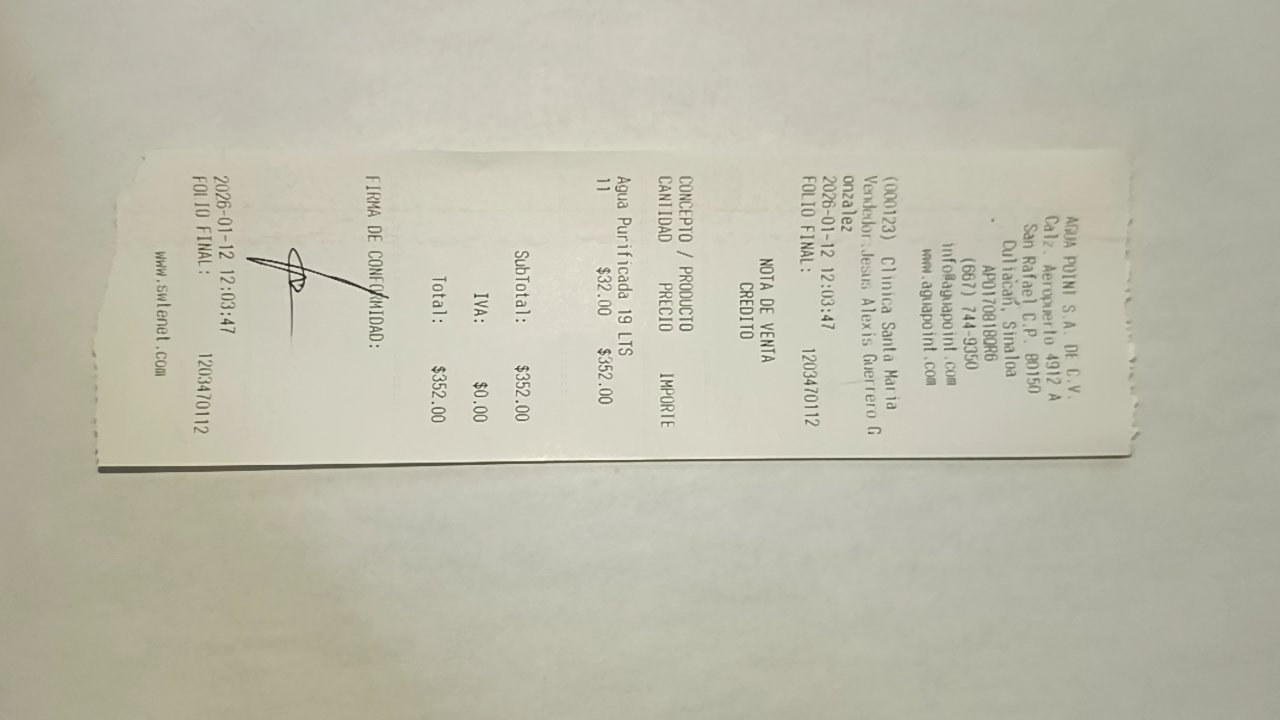 AGUA POINT S.A. DE C.V.
Calz. Aeropuerto 4912 A
San Rafael C.P. 80150
Culiacan, Sinaloa
APO170818QR6
(667) 744-9350
info@aguapoint.com
www.aguapoint.com
(000123) Clinica Santa Maria
Vendedor:Jesus Alexis Guerrero G
onzalez
2026-01-12 12:03:47
FOLIO FINAL: 1203470112
NOTA DE VENTA
CREDITO
CONCEPTO / PRODUCTO
CANTIDAD PRECIO IMPORTE
Agua Purificada 19 LTS
11 $32.00 $352.00
SubTotal: $352.00
IVA: $0.00
Total: $352.00
FIRMA DE CONFORMIDAD:
2026-01-12 12:03:47
FOLIO FINAL: 1203470112
www.swlenet.com